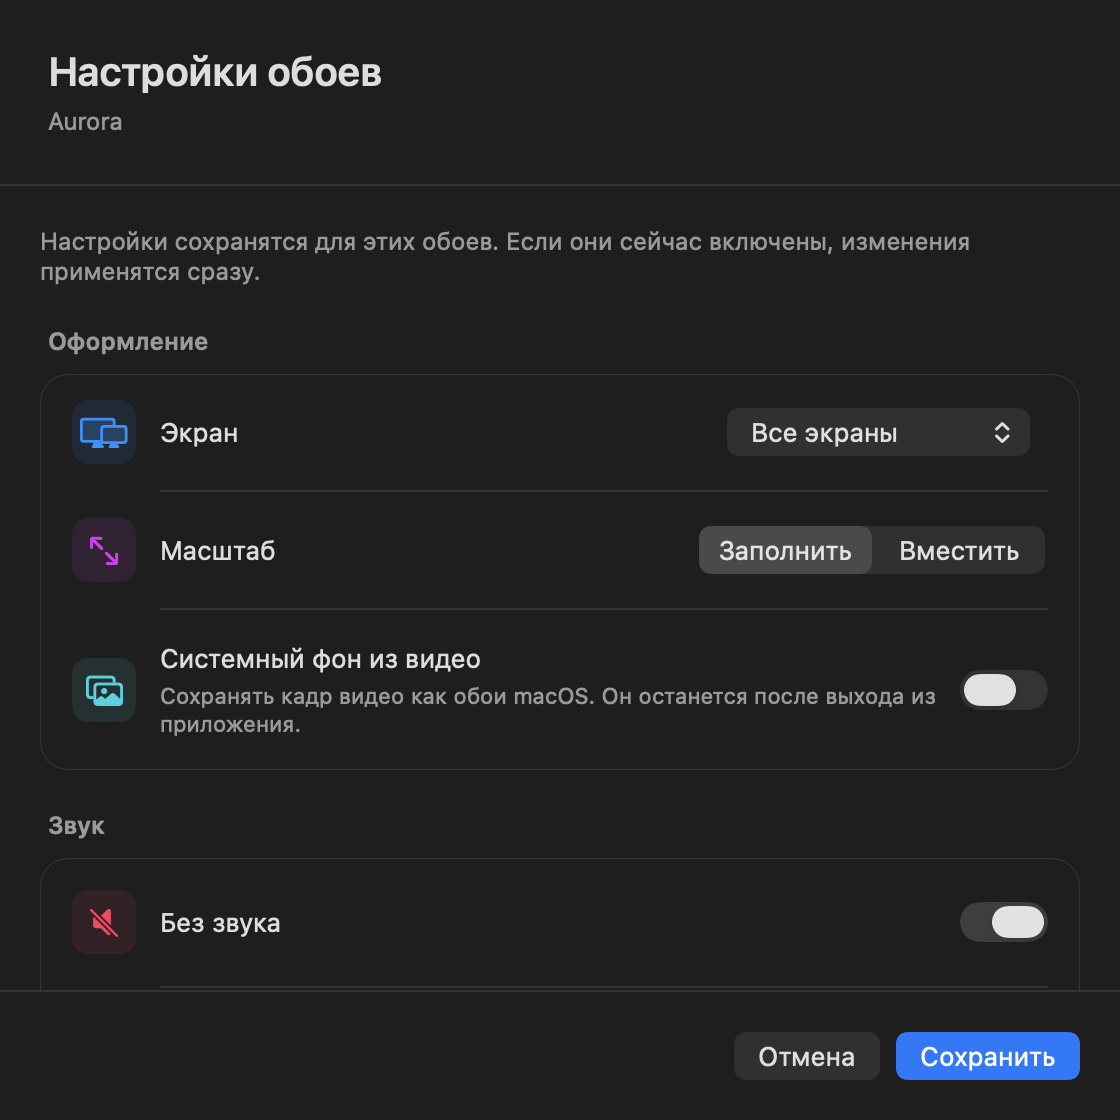 Настройки обоев
Aurora
Настройки сохранятся для этих обоев. Если они сейчас включены, изменения
применятся сразу.
Оформление
Экран
Все экраны
Масштаб
Заполнить
Вместить
Системный фон из видео
Сохранять кадр видео как обои macOS. Он останется после выхода из
приложения.
Звук
Без звука
Отмена
Сохранить